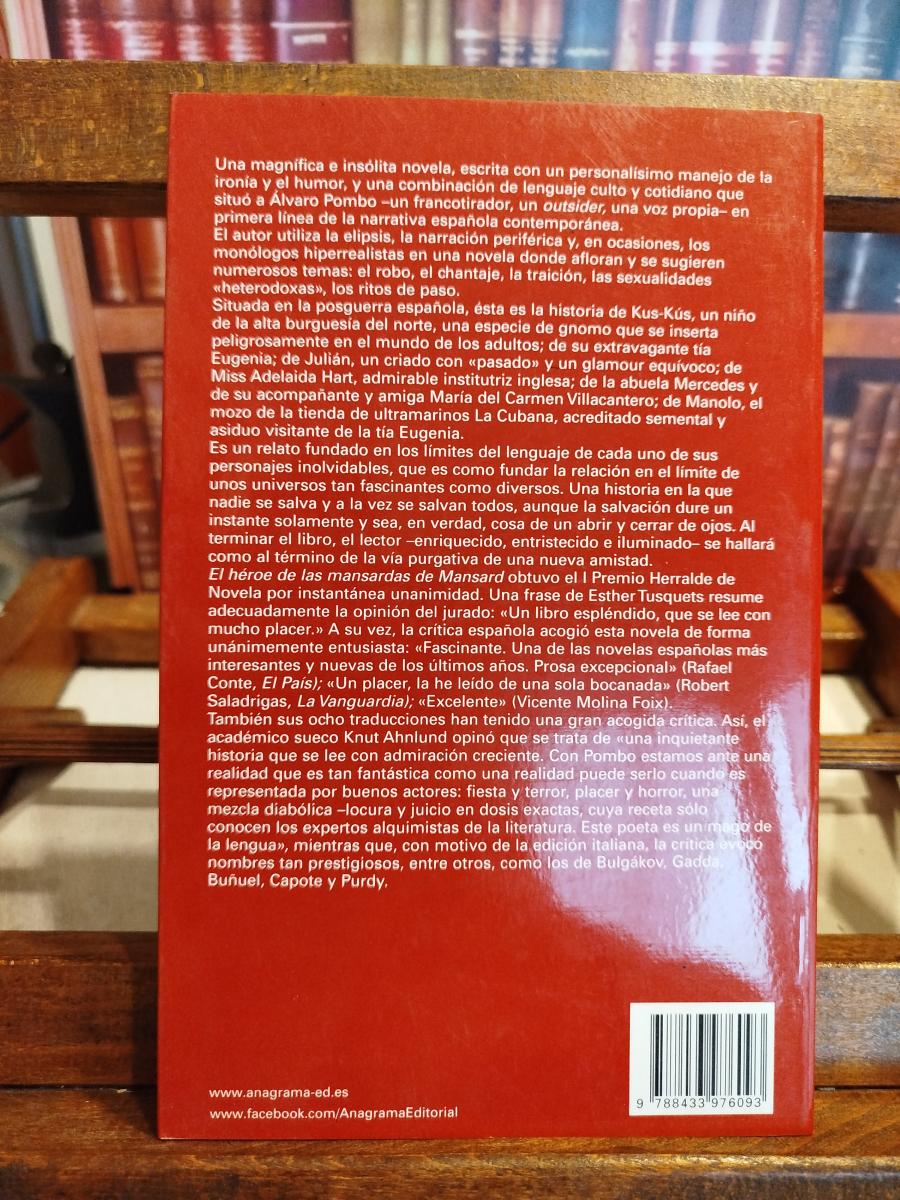 Una magnífica e insólita novela, escrita con un personalísimo manejo de la
ironía y el humor, y una combinación de lenguaje culto y cotidiano que
situó a Álvaro Pombo –un francotirador, un outsider, una voz propia– en
primera línea de la narrativa española contemporánea.
El autor utiliza la elipsis, la narración periférica y, en ocasiones, los
monólogos hiperrealistas en una novela donde afloran y se sugieren
numerosos temas: el robo, el chantaje, la traición, las sexualidades
«heterodoxas», los ritos de paso.
Situada en la posguerra española, ésta es la historia de Kus-Kús, un niño
de la alta burguesía del norte, una especie de gnomo que se inserta
peligrosamente en el mundo de los adultos; de su extravagante tía
Eugenia; de Julián, un criado con «pasado» y un glamour equívoco; de
Miss Adelaida Hart, admirable institutriz inglesa; de la abuela Mercedes y
de su acompañante y amiga María del Carmen Villacantero; de Manolo, el
mozo de la tienda de ultramarinos La Cubana, acreditado semental y
asiduo visitante de la tía Eugenia.
Es un relato fundado en los límites del lenguaje de cada uno de sus
personajes inolvidables, que es como fundar la relación en el límite de
unos universos tan fascinantes como diversos. Una historia en la que
nadie se salva y a la vez se salvan todos, aunque la salvación dure un
instante solamente y sea, en verdad, cosa de un abrir y cerrar de ojos. Al
terminar el libro, el lector –enriquecido, entristecido e iluminado– se hallará
como al término de la vía purgativa de una nueva amistad.
El héroe de las mansardas de Mansard obtuvo el I Premio Herralde de
Novela por instantánea unanimidad. Una frase de Esther Tusquets resume
adecuadamente la opinión del jurado: «Un libro espléndido, que se lee con
mucho placer.» A su vez, la crítica española acogió esta novela de forma
unánimemente entusiasta: «Fascinante. Una de las novelas españolas más
interesantes y nuevas de los últimos años. Prosa excepcional» (Rafael
Conte, El País); «Un placer, la he leído de una sola bocanada» (Robert
Saladrigas, La Vanguardia); «Excelente» (Vicente Molina Foix).
También sus ocho traducciones han tenido una gran acogida crítica. Así, el
académico sueco Knut Ahnlund opinó que se trata de «una inquietante
historia que se lee con admiración creciente. Con Pombo estamos ante una
realidad que es tan fantástica como una realidad puede serlo cuando es
representada por buenos actores: fiesta y terror, placer y horror, una
mezcla diabólica –locura y juicio en dosis exactas, cuya receta sólo
conocen los expertos alquimistas de la literatura. Este poeta es un mago de
la lengua», mientras que, con motivo de la edición italiana, la crítica evocó
nombres tan prestigiosos, entre otros, como los de Bulgákov, Gadda,
Buñuel, Capote y Purdy.
www.anagrama-ed.es
www.facebook.com/AnagramaEditorial
9 788433 976093